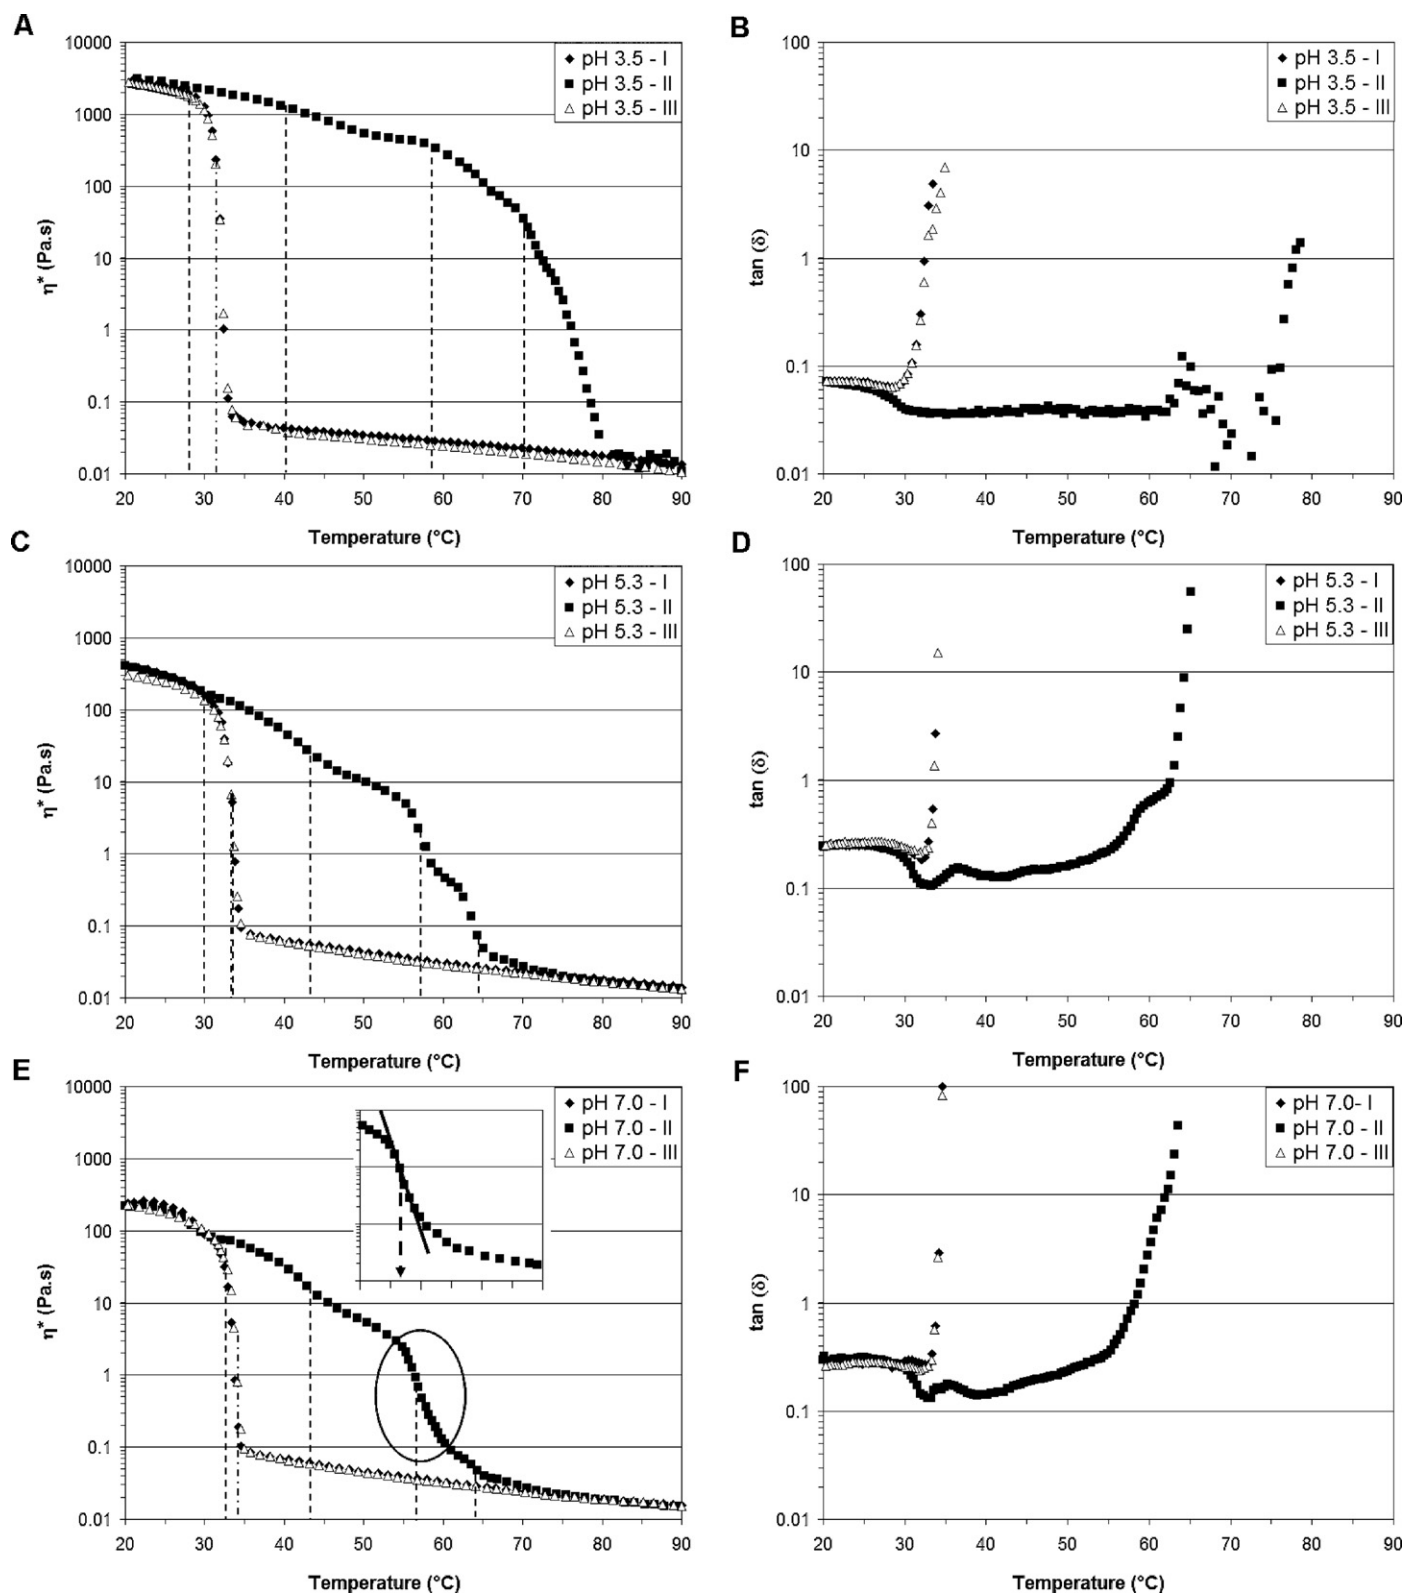 A
10000
1000
100
10
1
0.1
0.01
η* (Pa.s)
pH 3.5 - I
pH 3.5 - II
pH 3.5 - III
20 30 40 50 60 70 80 90
Temperature (°C)
B
100
10
1
0.1
0.01
tan (δ)
pH 3.5 - I
pH 3.5 - II
pH 3.5 - III
20 30 40 50 60 70 80 90
Temperature (°C)
C
10000
1000
100
10
1
0.1
0.01
η* (Pa.s)
pH 5.3 - I
pH 5.3 - II
pH 5.3 - III
20 30 40 50 60 70 80 90
Temperature (°C)
D
100
10
1
0.1
0.01
tan (δ)
pH 5.3 - I
pH 5.3 - II
pH 5.3 - III
20 30 40 50 60 70 80 90
Temperature (°C)
E
10000
1000
100
10
1
0.1
0.01
η* (Pa.s)
pH 7.0 - I
pH 7.0 - II
pH 7.0 - III
20 30 40 50 60 70 80 90
Temperature (°C)
F
100
10
1
0.1
0.01
tan (δ)
pH 7.0- I
pH 7.0 - II
pH 7.0 - III
20 30 40 50 60 70 80 90
Temperature (°C)